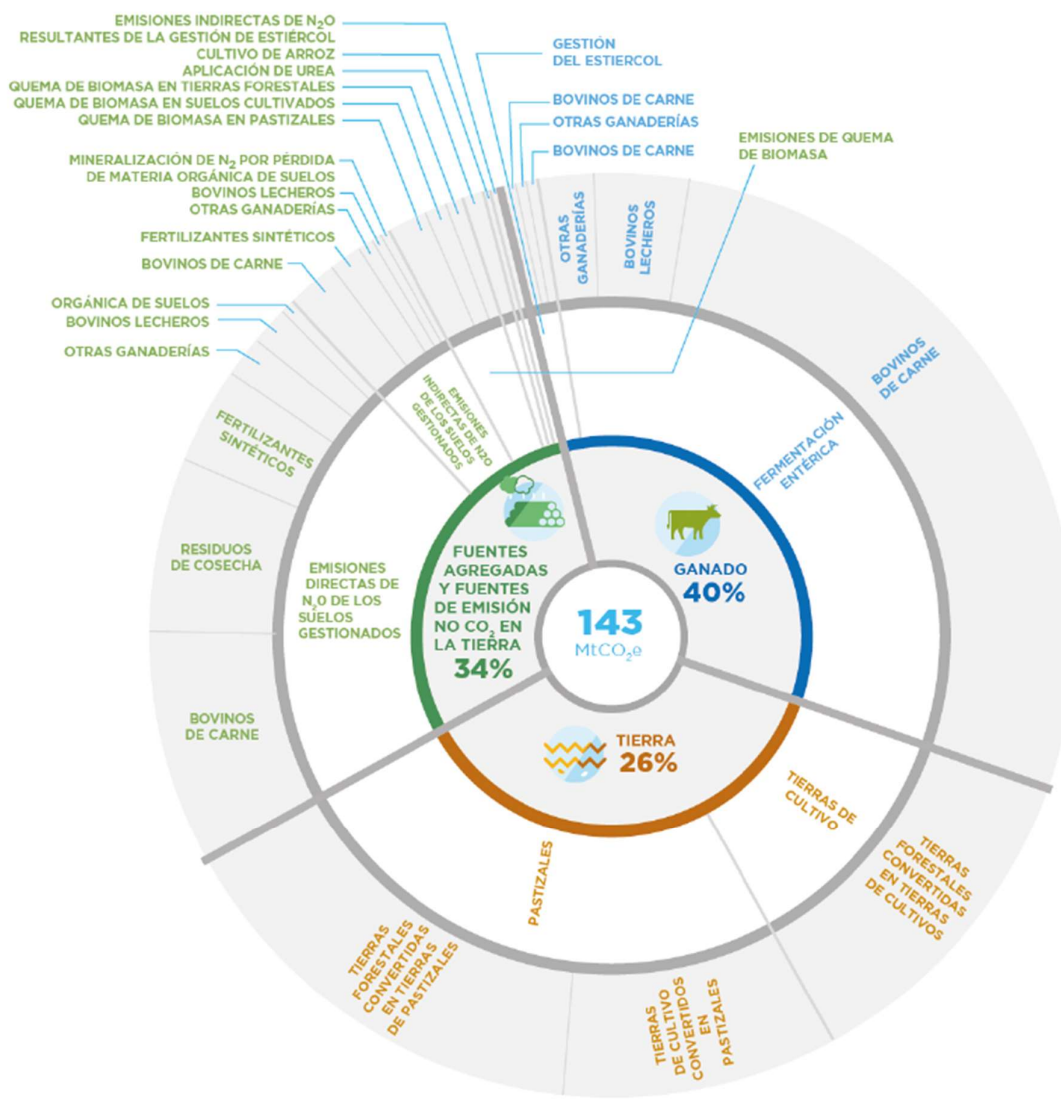 EMISIONES INDIRECTAS DE N₂O
RESULTANTES DE LA GESTIÓN DE ESTIÉRCOL
CULTIVO DE ARROZ
APLICACIÓN DE UREA
QUEMA DE BIOMASA EN TIERRAS FORESTALES
QUEMA DE BIOMASA EN SUELOS CULTIVADOS
QUEMA DE BIOMASA EN PASTIZALES
MINERALIZACIÓN DE N₂ POR PÉRDIDA
DE MATERIA ORGÁNICA DE SUELOS
BOVINOS LECHEROS
OTRAS GANADERÍAS
FERTILIZANTES SINTÉTICOS
BOVINOS DE CARNE
ORGÁNICA DE SUELOS
BOVINOS LECHEROS
OTRAS GANADERÍAS
FERTILIZANTES
SINTÉTICOS
RESIDUOS
DE COSECHA
BOVINOS
DE CARNE
GESTIÓN
DEL ESTIERCOL
BOVINOS DE CARNE
OTRAS GANADERÍAS
BOVINOS DE CARNE
EMISIONES DE QUEMA
DE BIOMASA
OTRAS
GANADERÍAS
BOVINOS
LECHEROS
BOVINOS
DE CARNE
FERMENTACIÓN
ENTÉRICA
EMISIONES
INDIRECTAS DE N2O
DE LOS SUELOS
GESTIONADOS
EMISIONES
DIRECTAS DE
N₂O DE LOS
SUELOS
GESTIONADOS
FUENTES
AGREGADAS
Y FUENTES
DE EMISIÓN
NO CO₂ EN
LA TIERRA
34%
GANADO
40%
143
MtCO₂e
TIERRA
26%
TIERRAS DE
CULTIVO
PASTIZALES
TIERRAS
FORESTALES
CONVERTIDAS
EN TIERRAS
DE CULTIVOS
TIERRAS
FORESTALES
CONVERTIDAS
EN TIERRAS
DE PASTIZALES
TIERRAS
DE CULTIVO
CONVERTIDOS
EN
PASTIZALES